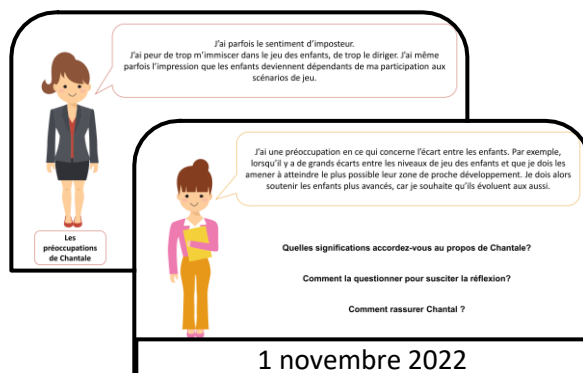 J'ai parfois le sentiment d'imposteur.
J'ai peur de trop m'immiscer dans le jeu des enfants, de trop le diriger. J'ai même
parfois l'impression que les enfants deviennent dépendants de ma participation aux
scénarios de jeu.
Les
préoccupations
de Chantale
J'ai une préoccupation en ce qui concerne l'écart entre les enfants. Par exemple,
lorsqu'il y a de grands écarts entre les niveaux de jeu des enfants et que je dois les
amener à atteindre le plus possible leur zone de proche développement. Je dois alors
soutenir les enfants plus avancés, car je souhaite qu'ils évoluent aux aussi.
Quelles significations accordez-vous au propos de Chantale?
Comment la questionner pour susciter la réflexion?
Comment rassurer Chantal ?
1 novembre 2022